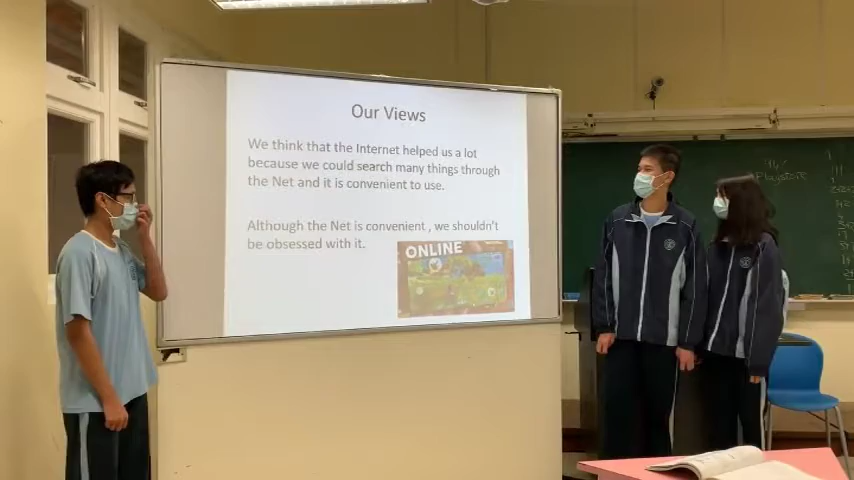 Our Views
We think that the Internet helped us a lot
because we could search many things through
the Net and it is convenient to use.
Although the Net is convenient , we shouldn't
be obsessed with it.
ONLINE
Playstore